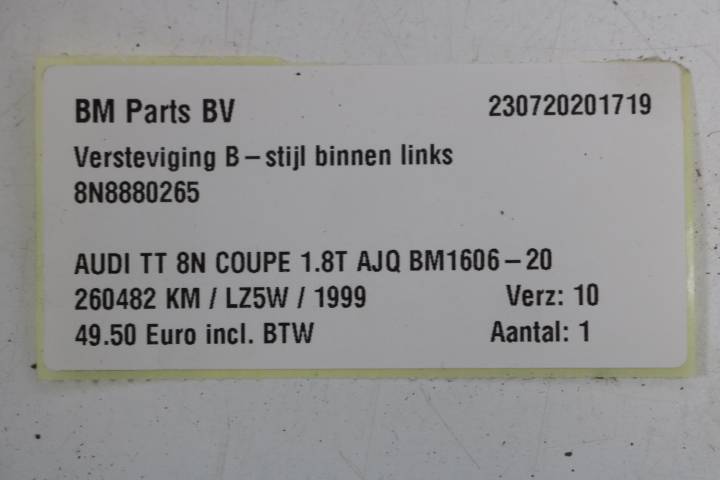 BM Parts BV 230720201719
Versteviging B-stijl binnen links
8N8880265
AUDI TT 8N COUPE 1.8T AJQ BM1606-20
260482 KM / LZ5W / 1999 Verz: 10
49.50 Euro incl. BTW Aantal: 1